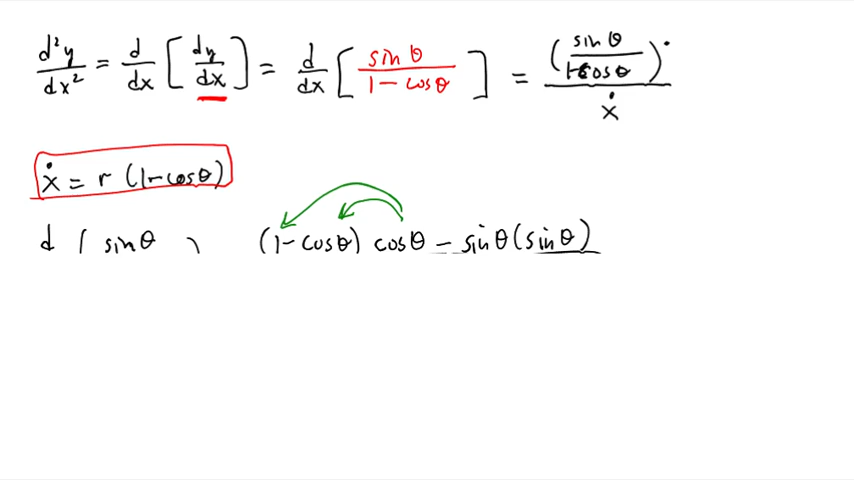 d²y/dx² = d/dx [ dy/dx ] = d/dx [ sinθ / 1 - cosθ ] = (sinθ / 1-cosθ)˙ / ẋ
ẋ = r (1-cosθ)
d ( sinθ ) (1 - cosθ) cosθ - sinθ (sinθ)